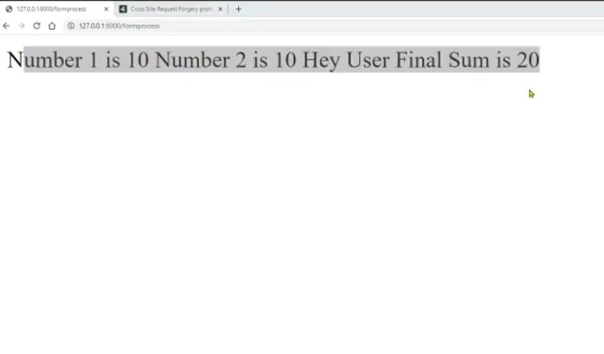 127.0.0.1:8000/formprocess
Cross Site Request Forgery prot
127.0.0.1:8000/formprocess
Number 1 is 10 Number 2 is 10 Hey User Final Sum is 20